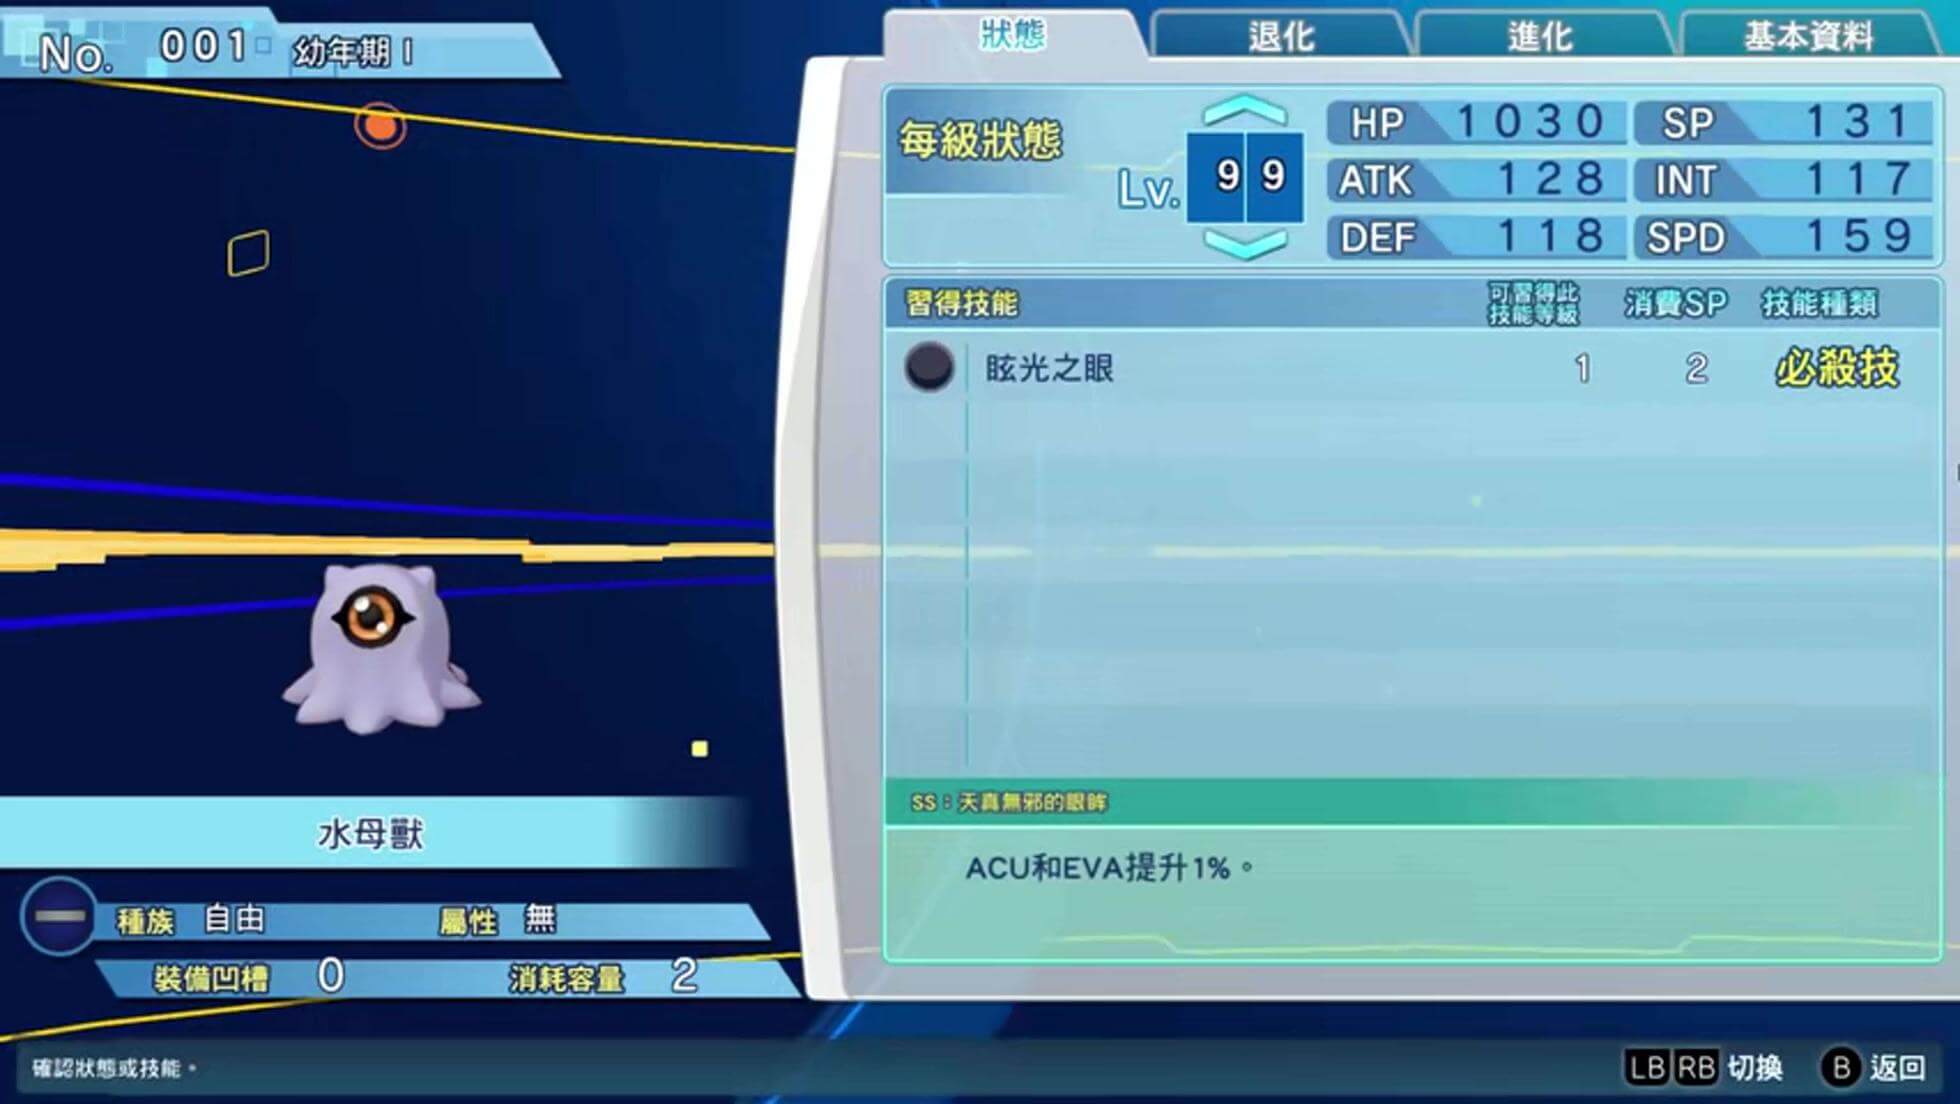 No. 001 幼年期 I
狀態 退化 進化 基本資料
每級狀態
Lv. 99
HP 1030 SP 131
ATK 128 INT 117
DEF 118 SPD 159
習得技能 可習得此技能等級 消費SP 技能種類
眩光之眼 1 2 必殺技
SS：天真無邪的眼眸
ACU和EVA提升1%。
水母獸
種族 自由 屬性 無
裝備凹槽 0 消耗容量 2
確認狀態或技能。
LB RB 切換 B 返回